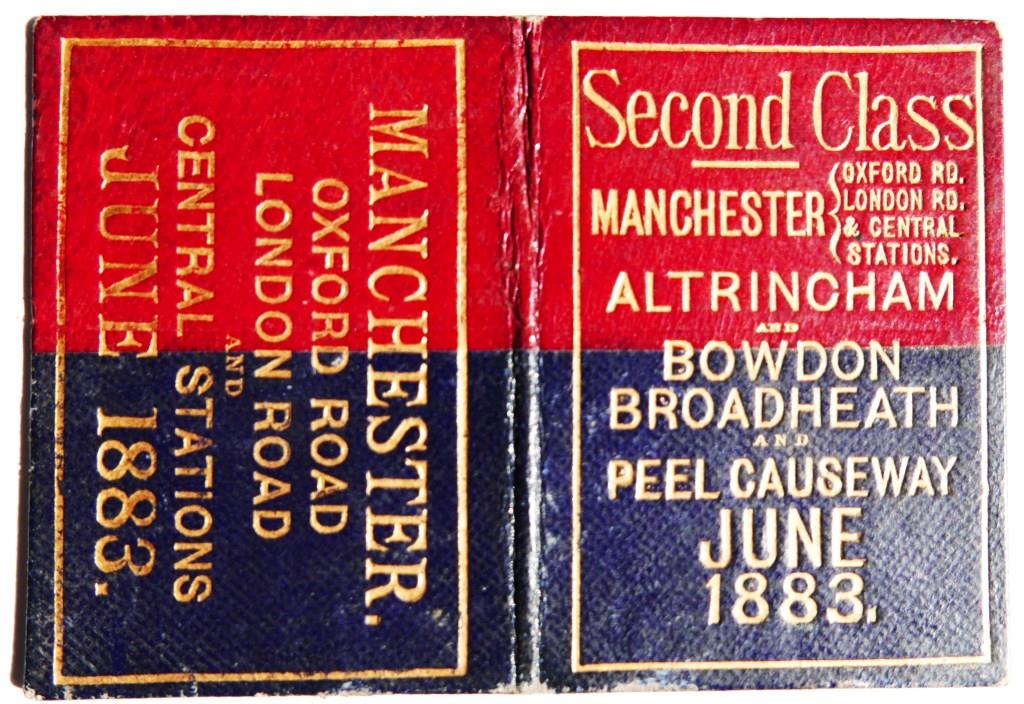 MANCHESTER.
OXFORD ROAD
LONDON ROAD
AND
CENTRAL STATIONS
JUNE 1883.
Second Class
MANCHESTER { OXFORD RD.
LONDON RD.
& CENTRAL
STATIONS.
ALTRINCHAM
AND
BOWDON
BROADHEATH
AND
PEEL CAUSEWAY
JUNE
1883.